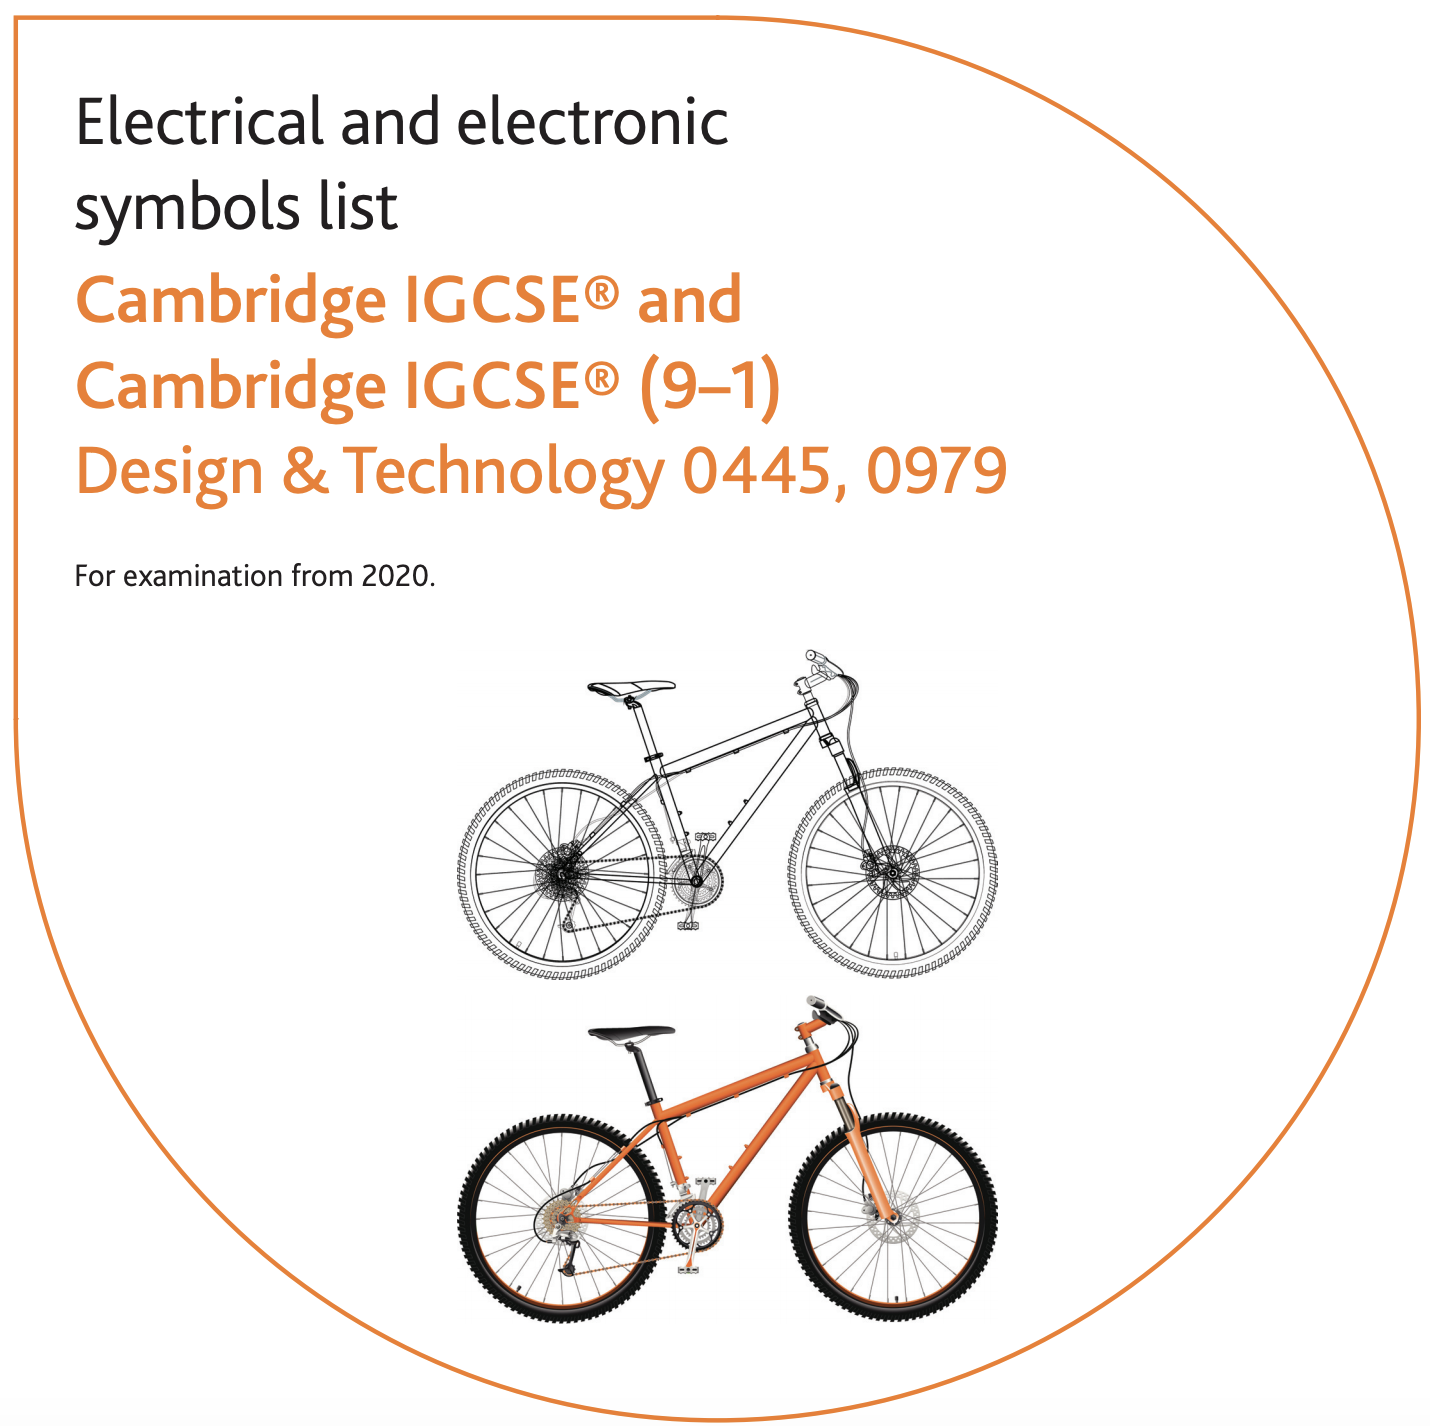 Electrical and electronic
symbols list
Cambridge IGCSE® and
Cambridge IGCSE® (9–1)
Design & Technology 0445, 0979
For examination from 2020.